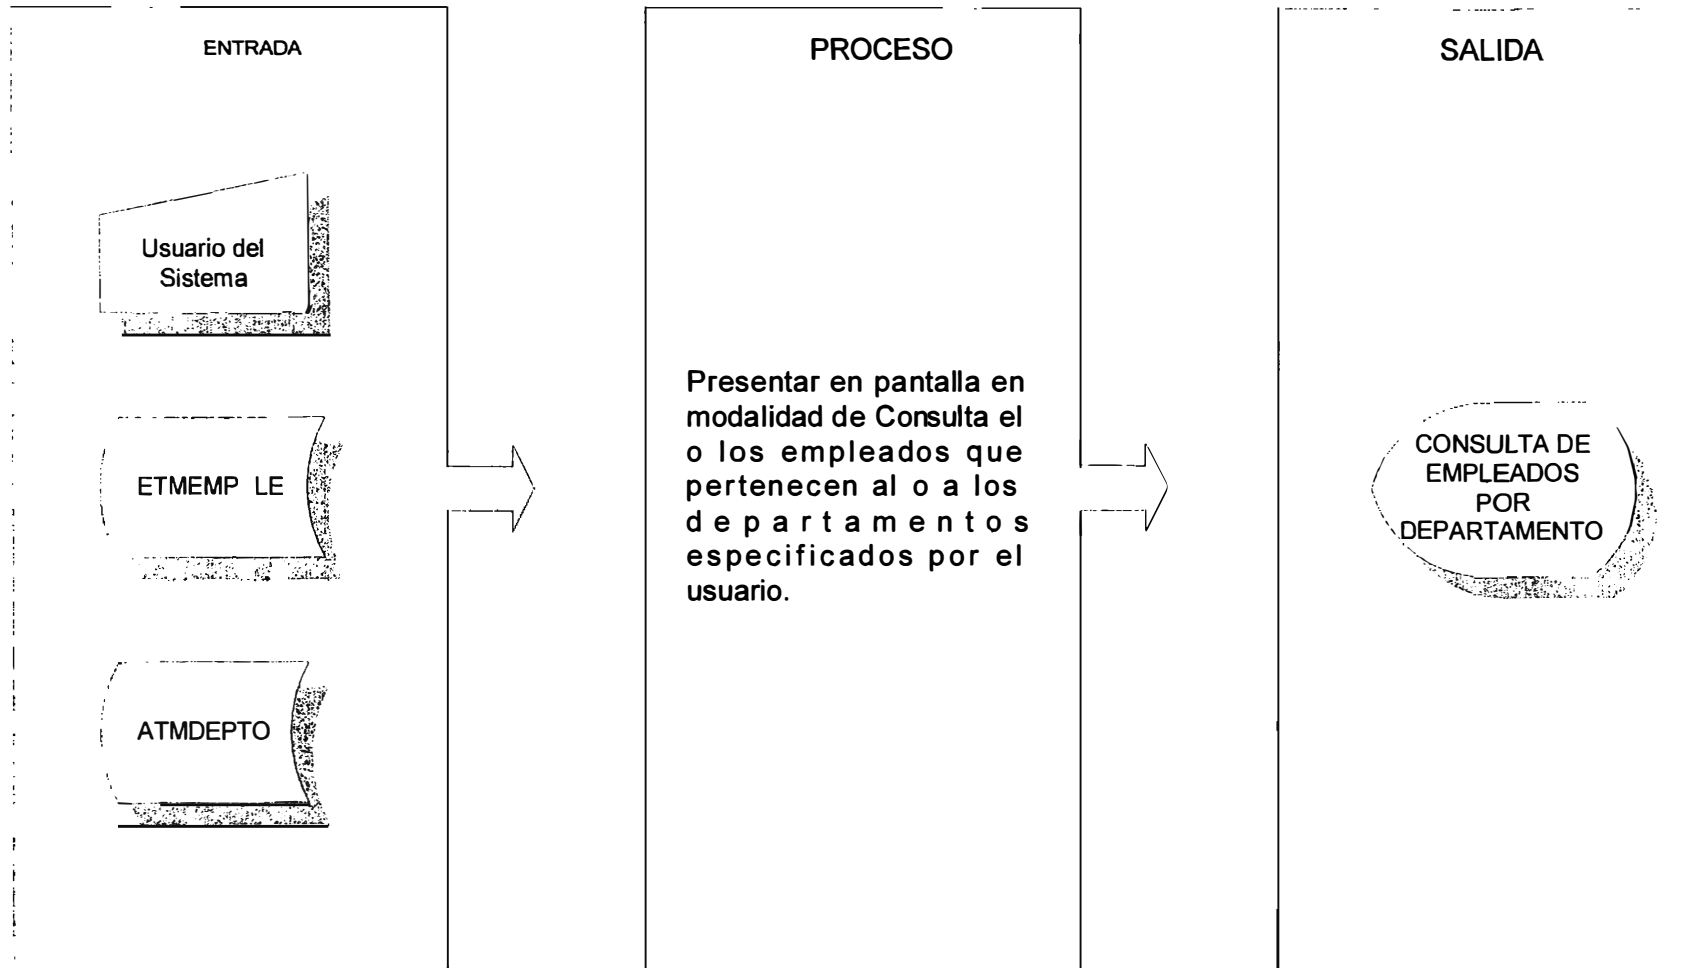 ENTRADA
Usuario del
Sistema
ETMEMP LE
ATMDEPTO
PROCESO
Presentar en pantalla en
modalidad de Consulta el
o los empleados que
pertenecen al o a los
departamentos
especificados por el
usuario.
SALIDA
CONSULTA DE
EMPLEADOS
POR
DEPARTAMENTO